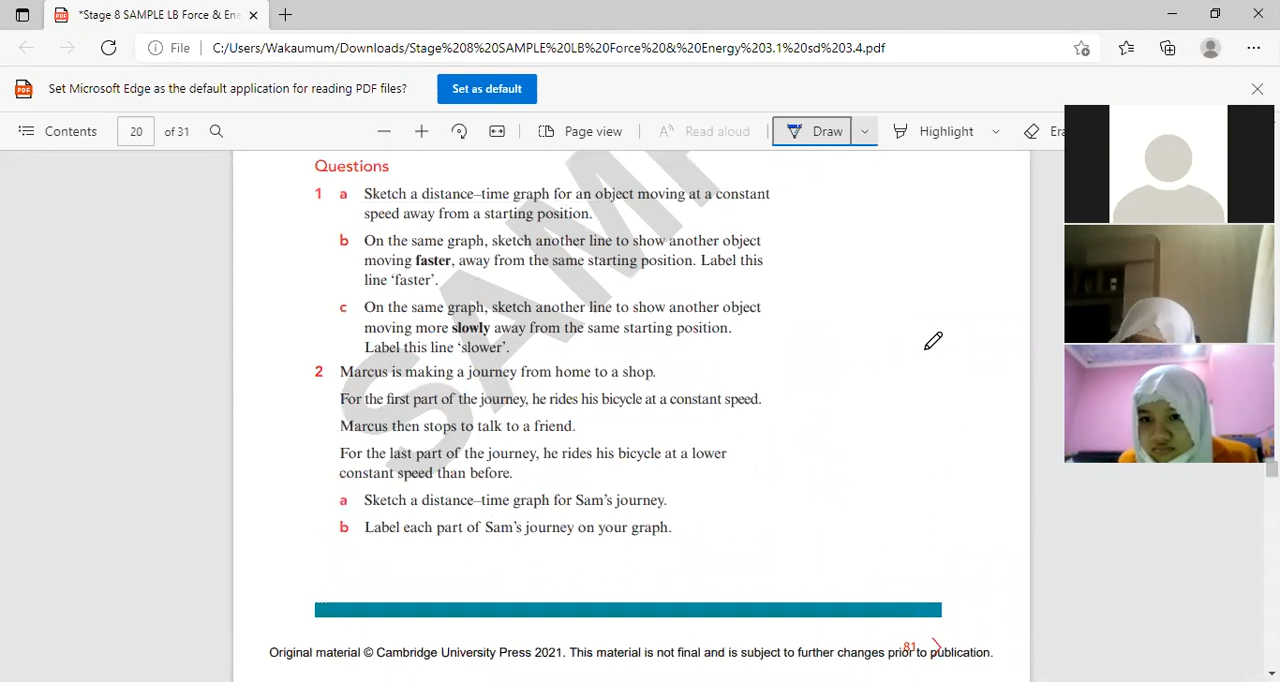 *Stage 8 SAMPLE LB Force & Ene
File C:/Users/Wakaumum/Downloads/Stage%208%20SAMPLE%20LB%20Force%20&%20Energy%203.1%20sd%203.4.pdf
Set Microsoft Edge as the default application for reading PDF files? Set as default
Contents 20 of 31 Page view Read aloud Draw Highlight Era
Questions
1 a Sketch a distance–time graph for an object moving at a constant
speed away from a starting position.
b On the same graph, sketch another line to show another object
moving faster, away from the same starting position. Label this
line ‘faster’.
c On the same graph, sketch another line to show another object
moving more slowly away from the same starting position.
Label this line ‘slower’.
2 Marcus is making a journey from home to a shop.
For the first part of the journey, he rides his bicycle at a constant speed.
Marcus then stops to talk to a friend.
For the last part of the journey, he rides his bicycle at a lower
constant speed than before.
a Sketch a distance–time graph for Sam’s journey.
b Label each part of Sam’s journey on your graph.
81
Original material © Cambridge University Press 2021. This material is not final and is subject to further changes prior to publication.